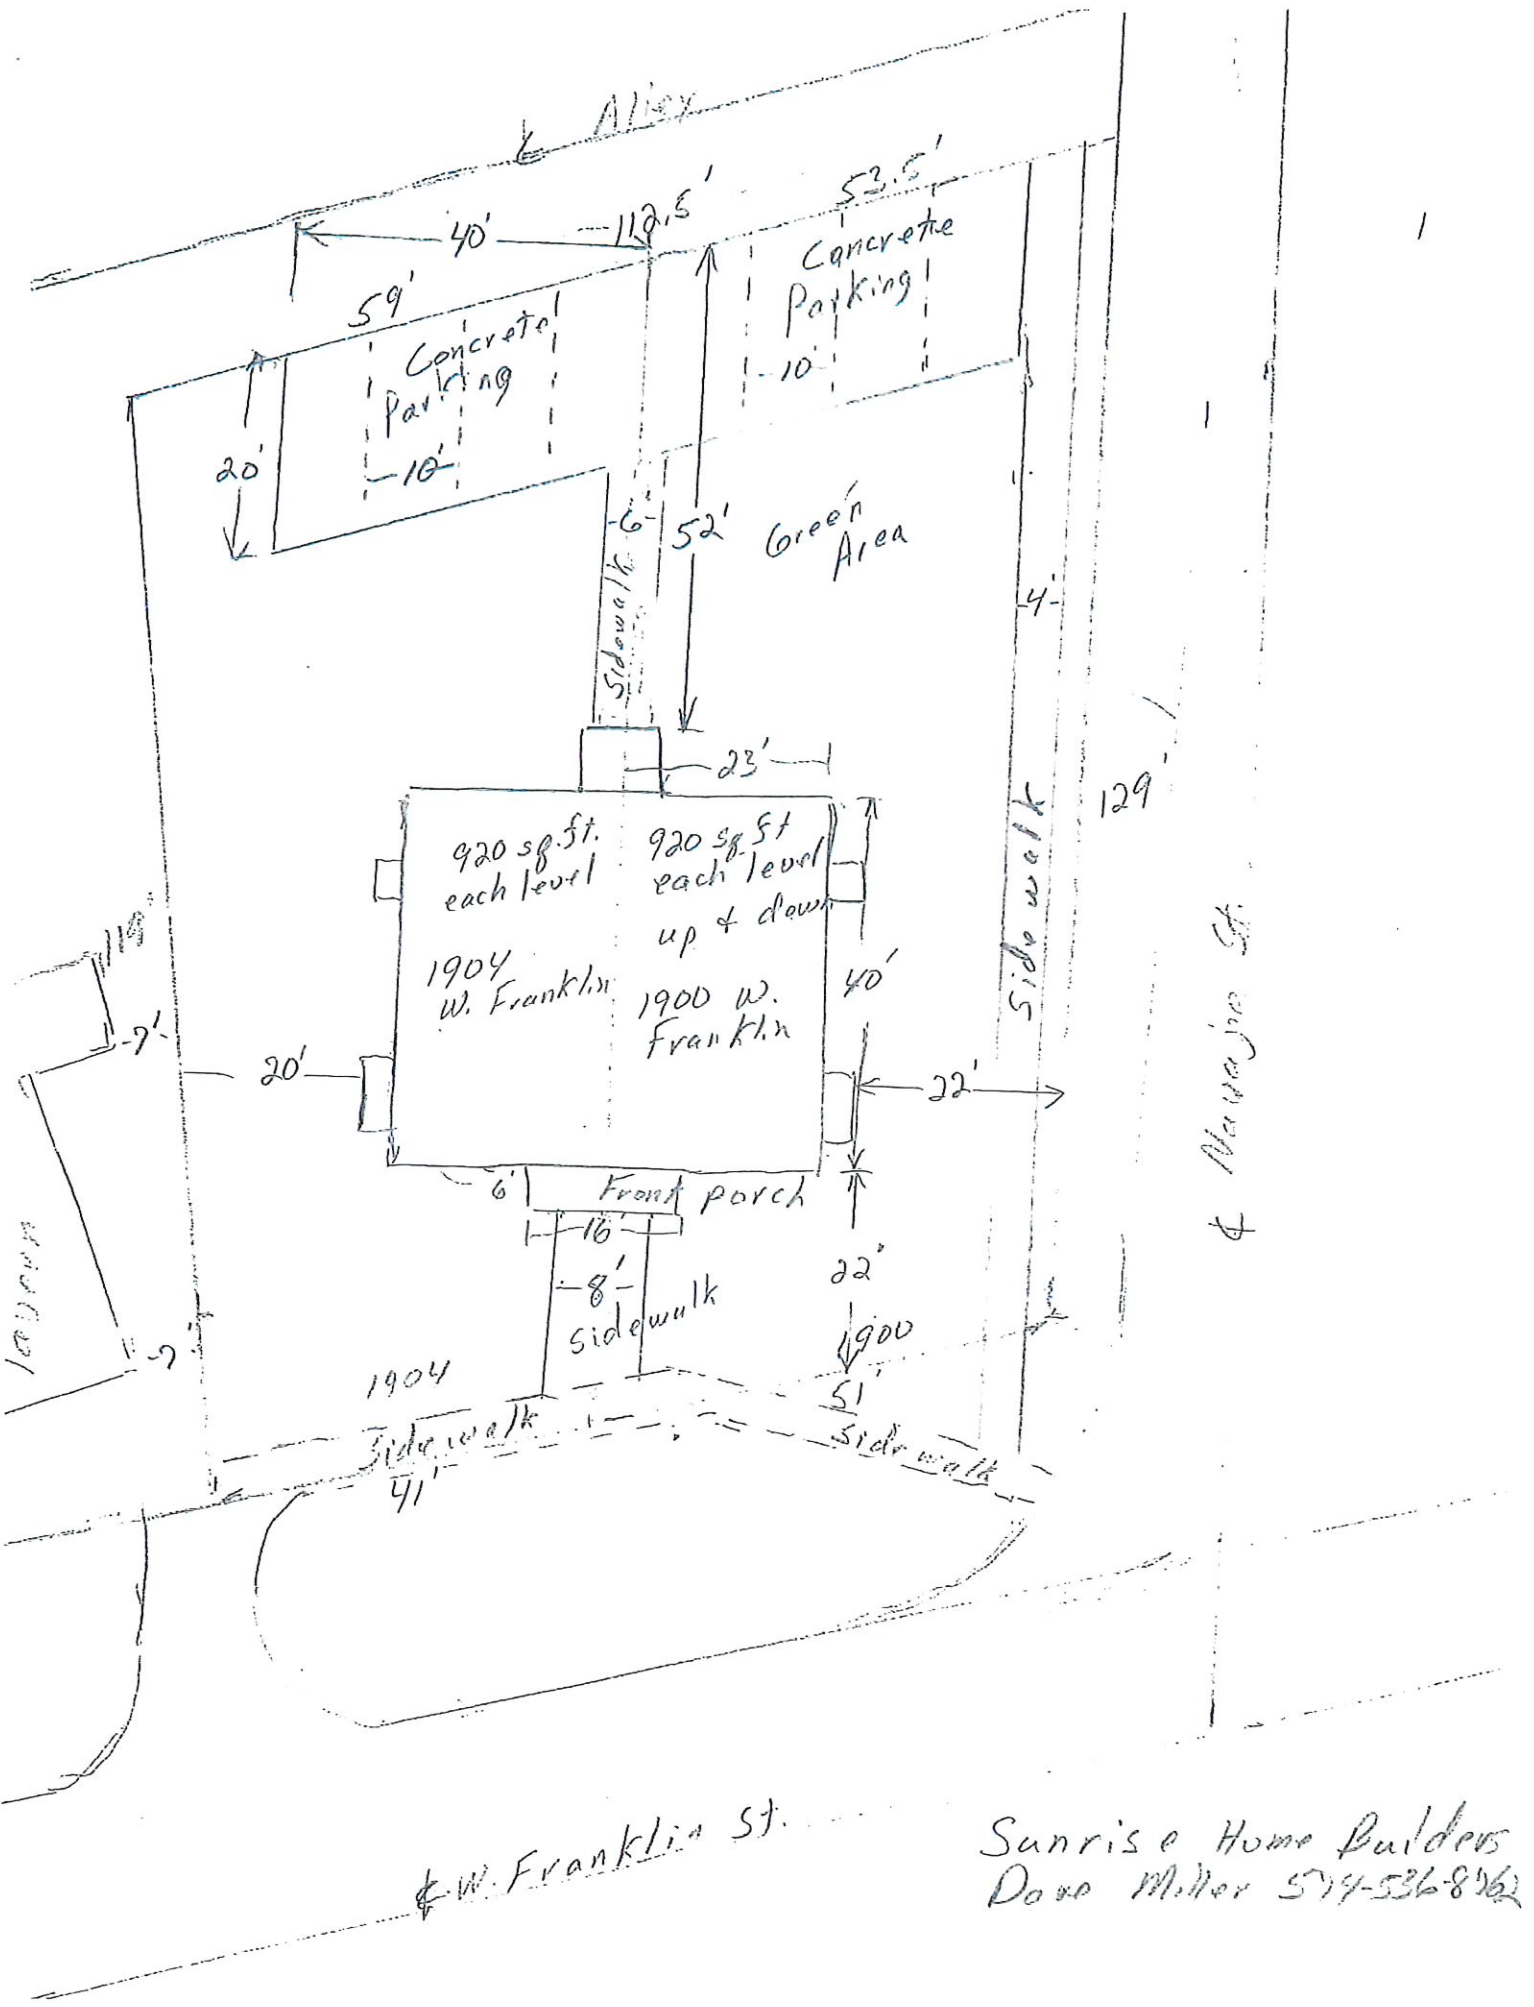 Alley
53.5'
112.5'
40'
Concrete
Parking
59'
Concrete
Parking
10'
10'
20'
6'
52'
Green
Area
4'
Sidewalk
23'
129'
920 sq.ft.
each level
920 sq.ft
each level
up & down
Sidewalk
1904
W. Franklin
1900 W.
Franklin
40'
7'
20'
22'
6'
Front porch
16'
8'
Sidewalk
22'
7'
1904
1900
51'
Sidewalk
Sidewalk
41'
℄ Navajo St.
℄ W. Franklin St.
Sunrise Home Builders
Dave Miller